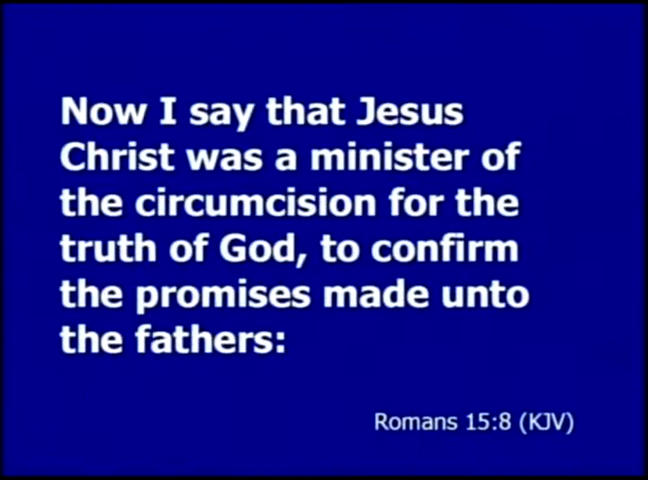 Now I say that Jesus
Christ was a minister of
the circumcision for the
truth of God, to confirm
the promises made unto
the fathers:
Romans 15:8 (KJV)